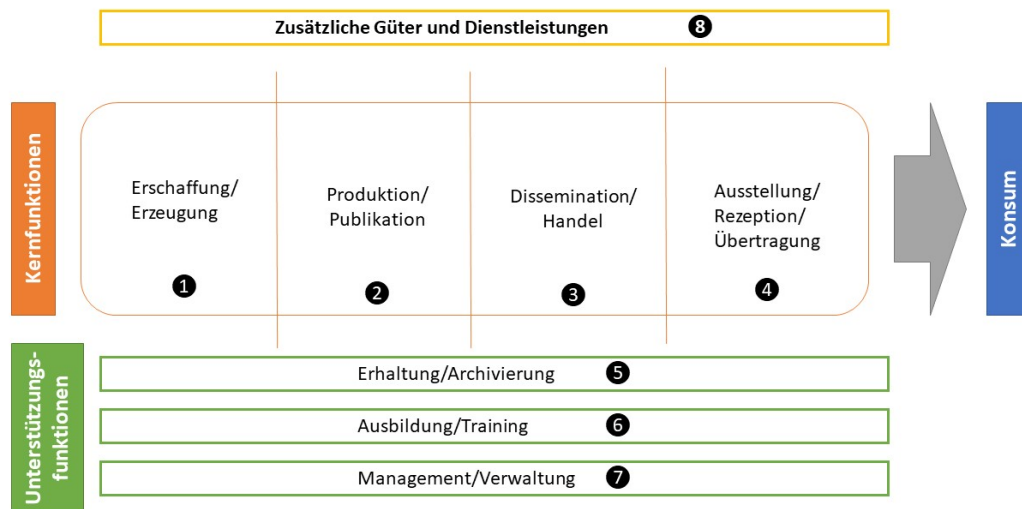 Zusätzliche Güter und Dienstleistungen 8
Kernfunktionen
Erschaffung/
Erzeugung
1
Produktion/
Publikation
2
Dissemination/
Handel
3
Ausstellung/
Rezeption/
Übertragung
4
Konsum
Unterstützungs-
funktionen
Erhaltung/Archivierung 5
Ausbildung/Training 6
Management/Verwaltung 7